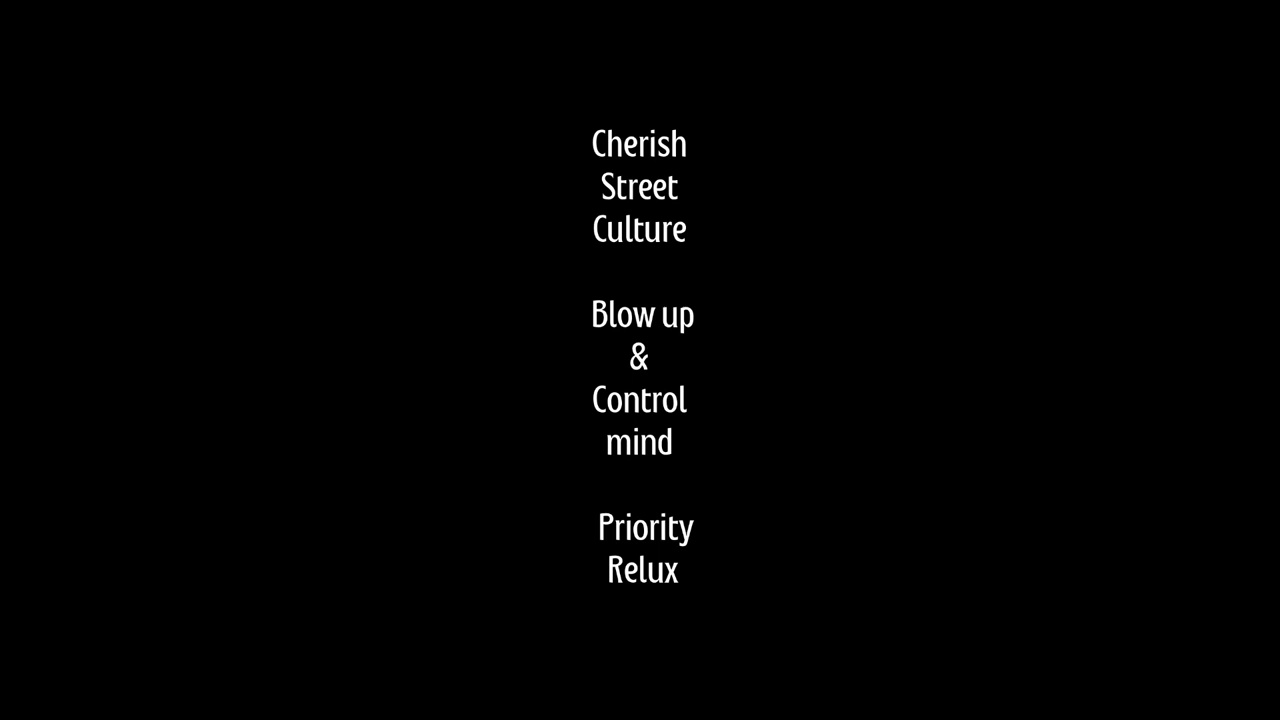 Cherish
Street
Culture
Blow up
&
Control
mind
Priority
Relux